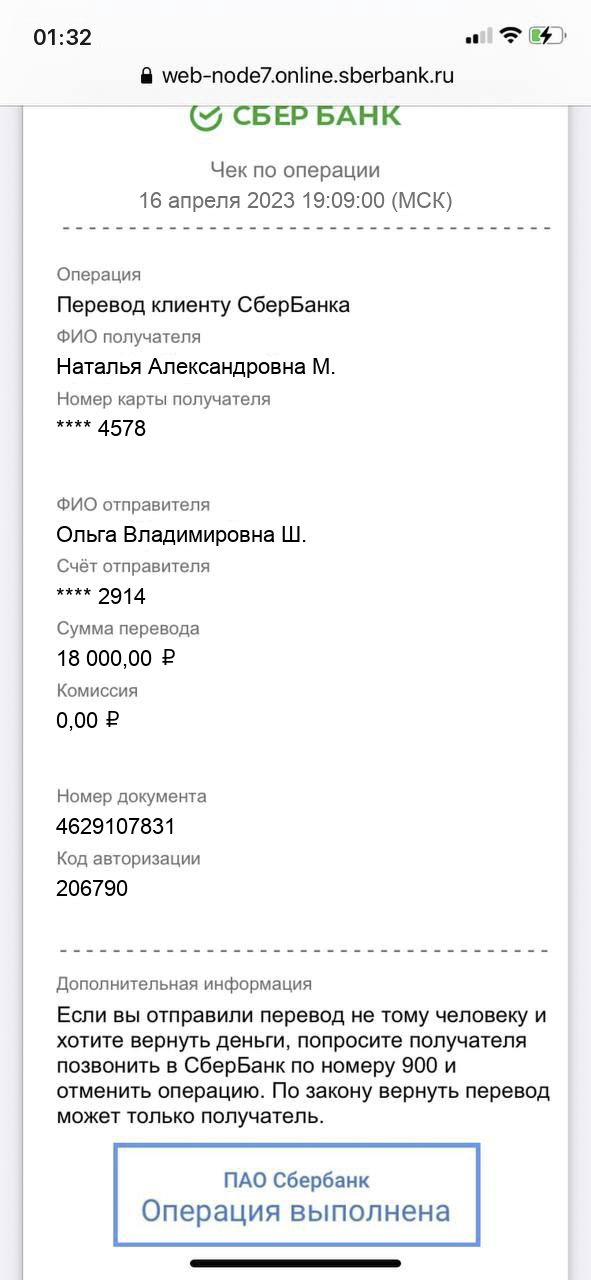 01:32
web-node7.online.sberbank.ru
СБЕР БАНК
Чек по операции
16 апреля 2023 19:09:00 (МСК)
Операция
Перевод клиенту СберБанка
ФИО получателя
Наталья Александровна М.
Номер карты получателя
**** 4578
ФИО отправителя
Ольга Владимировна Ш.
Счёт отправителя
**** 2914
Сумма перевода
18 000,00 ₽
Комиссия
0,00 ₽
Номер документа
4629107831
Код авторизации
206790
Дополнительная информация
Если вы отправили перевод не тому человеку и
хотите вернуть деньги, попросите получателя
позвонить в СберБанк по номеру 900 и
отменить операцию. По закону вернуть перевод
может только получатель.
ПАО Сбербанк
Операция выполнена